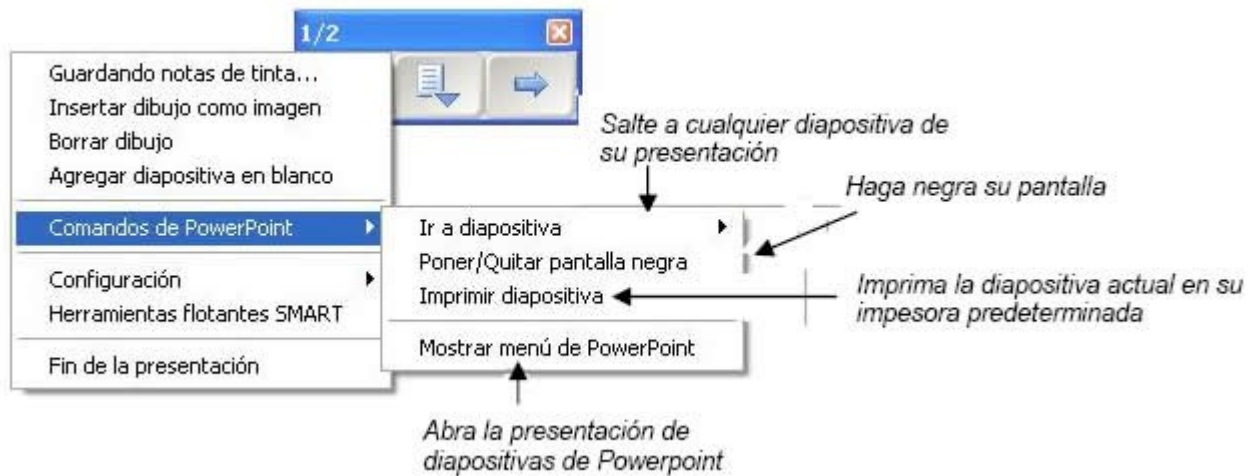 1/2
Guardando notas de tinta...
Insertar dibujo como imagen
Borrar dibujo
Agregar diapositiva en blanco
Comandos de PowerPoint
Configuración
Herramientas flotantes SMART
Fin de la presentación
Ir a diapositiva
Poner/Quitar pantalla negra
Imprimir diapositiva
Mostrar menú de PowerPoint
Salte a cualquier diapositiva de
su presentación
Haga negra su pantalla
Imprima la diapositiva actual en su
impesora predeterminada
Abra la presentación de
diapositivas de Powerpoint